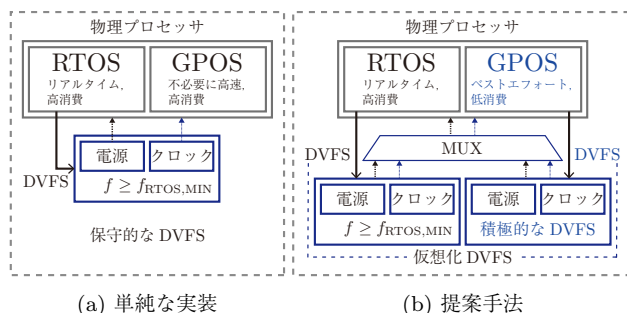 物理プロセッサ
RTOS
リアルタイム,
高消費
GPOS
不必要に高速,
高消費
DVFS
電源
クロック
f ≥ fRTOS,MIN
保守的な DVFS
(a) 単純な実装
物理プロセッサ
RTOS
リアルタイム,
高消費
GPOS
ベストエフォート,
低消費
MUX
DVFS
DVFS
電源
クロック
f ≥ fRTOS,MIN
電源
クロック
積極的な DVFS
仮想化 DVFS
(b) 提案手法